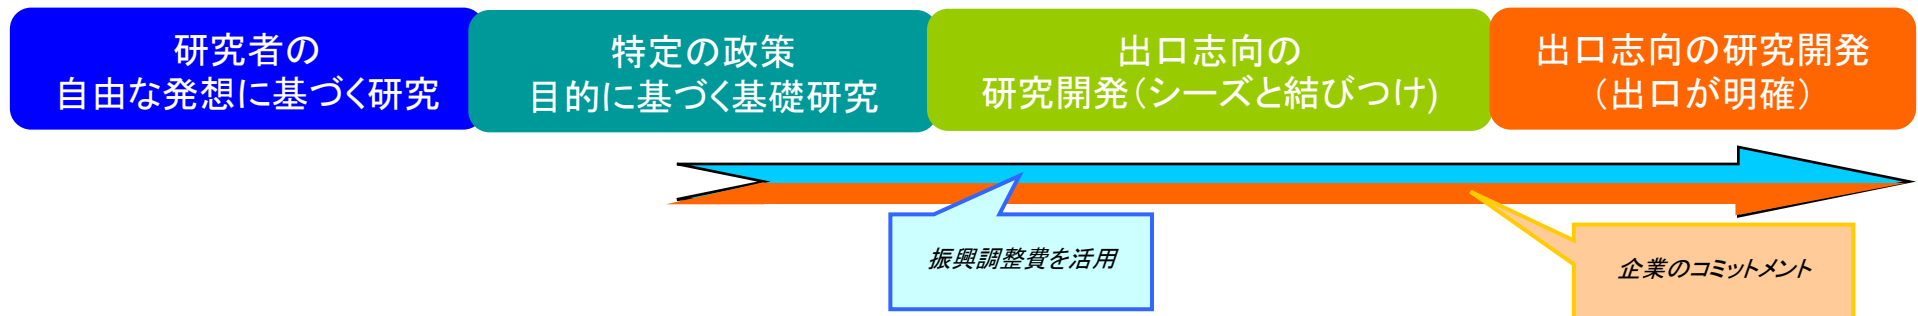 研究者の
自由な発想に基づく研究
特定の政策
目的に基づく基礎研究
出口志向の
研究開発（シーズと結びつけ)
出口志向の研究開発
（出口が明確）
振興調整費を活用
企業のコミットメント